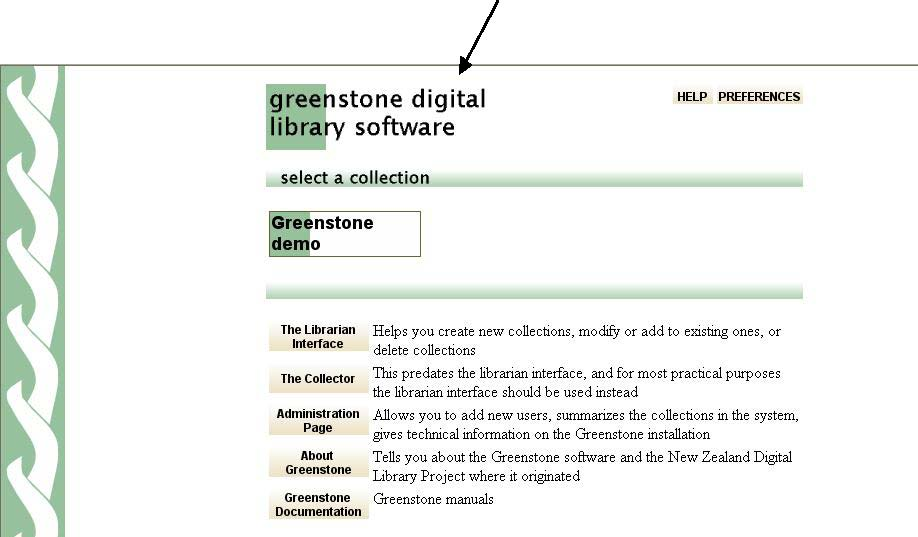 greenstone digital
library software
HELP PREFERENCES
select a collection
Greenstone
demo
The Librarian
Interface
Helps you create new collections, modify or add to existing ones, or
delete collections
The Collector
This predates the librarian interface, and for most practical purposes
the librarian interface should be used instead
Administration
Page
Allows you to add new users, summarizes the collections in the system,
gives technical information on the Greenstone installation
About
Greenstone
Tells you about the Greenstone software and the New Zealand Digital
Library Project where it originated
Greenstone
Documentation
Greenstone manuals